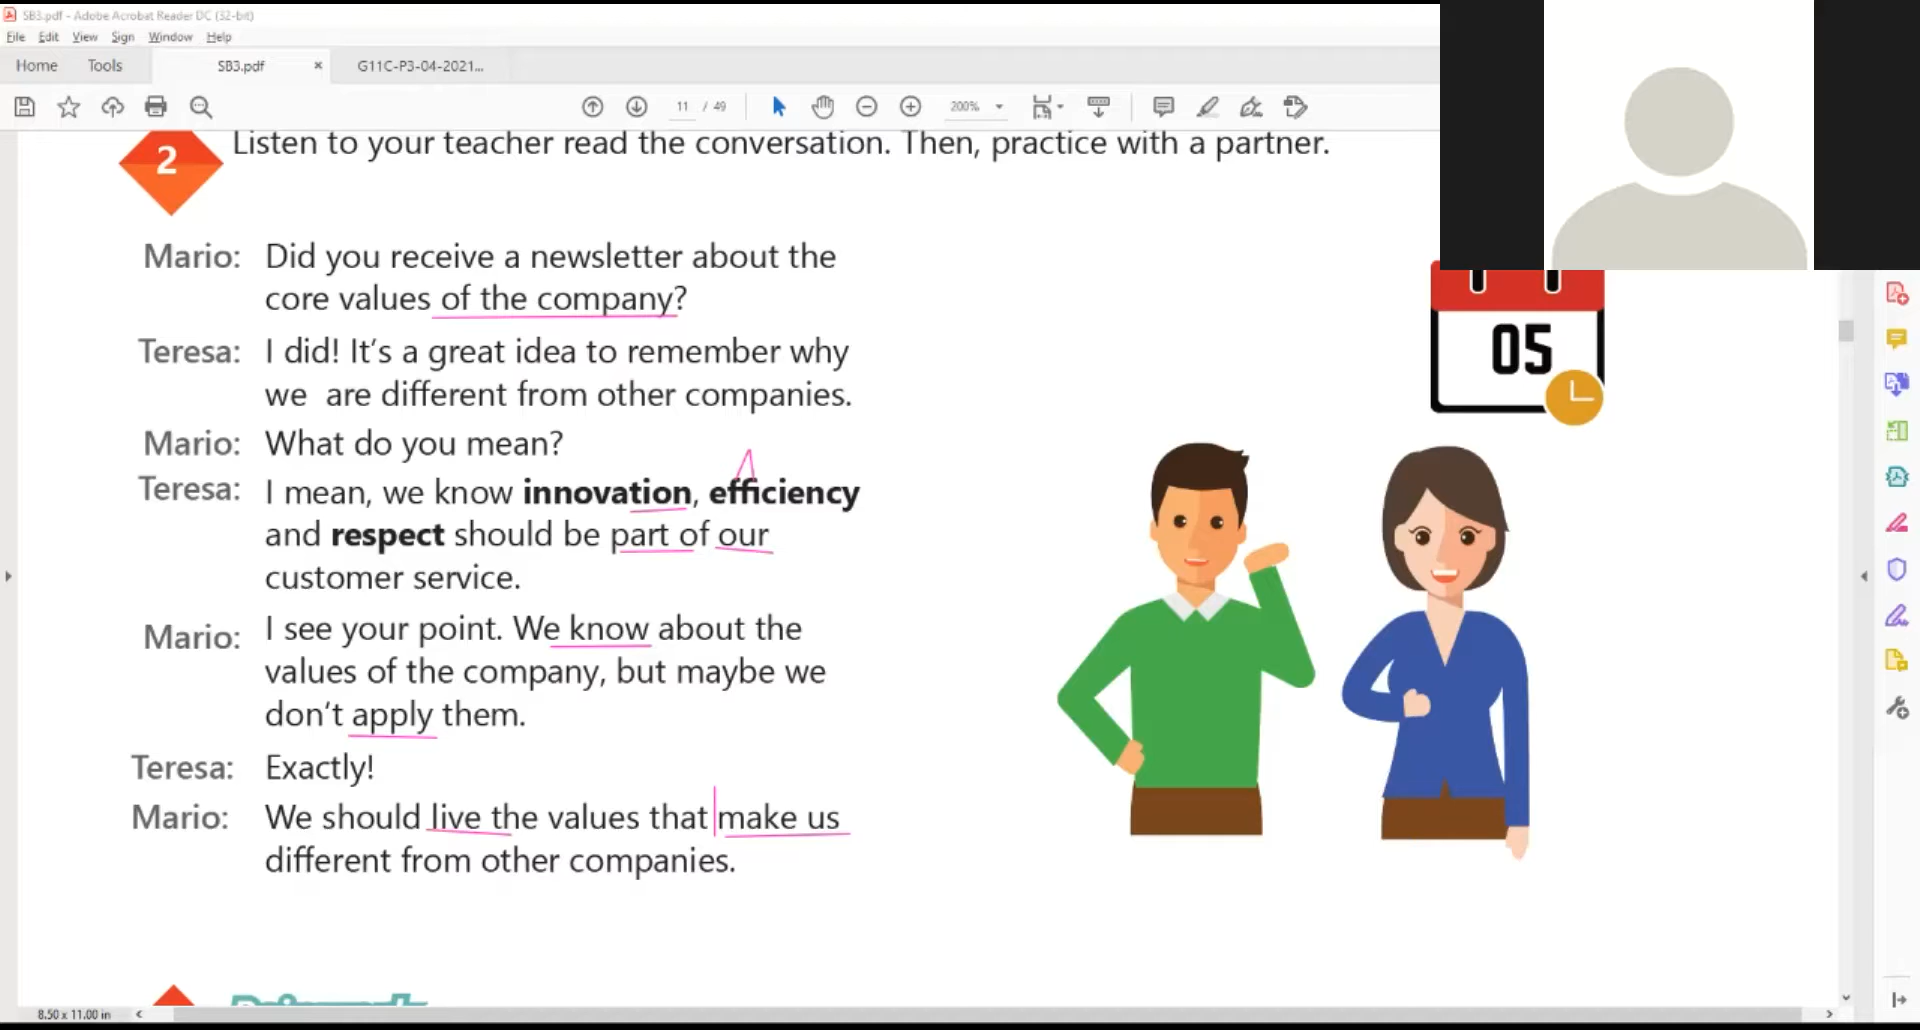 SB3.pdf - Adobe Acrobat Reader DC (32-bit)
File Edit View Sign Window Help
Home Tools SB3.pdf × G11C-P3-04-2021...
11 / 49 200%
2 Listen to your teacher read the conversation. Then, practice with a partner.
Mario: Did you receive a newsletter about the
core values of the company?
Teresa: I did! It's a great idea to remember why
we are different from other companies.
Mario: What do you mean?
Teresa: I mean, we know innovation, efficiency
and respect should be part of our
customer service.
Mario: I see your point. We know about the
values of the company, but maybe we
don't apply them.
Teresa: Exactly!
Mario: We should live the values that make us
different from other companies.
05
8.50 x 11.00 in